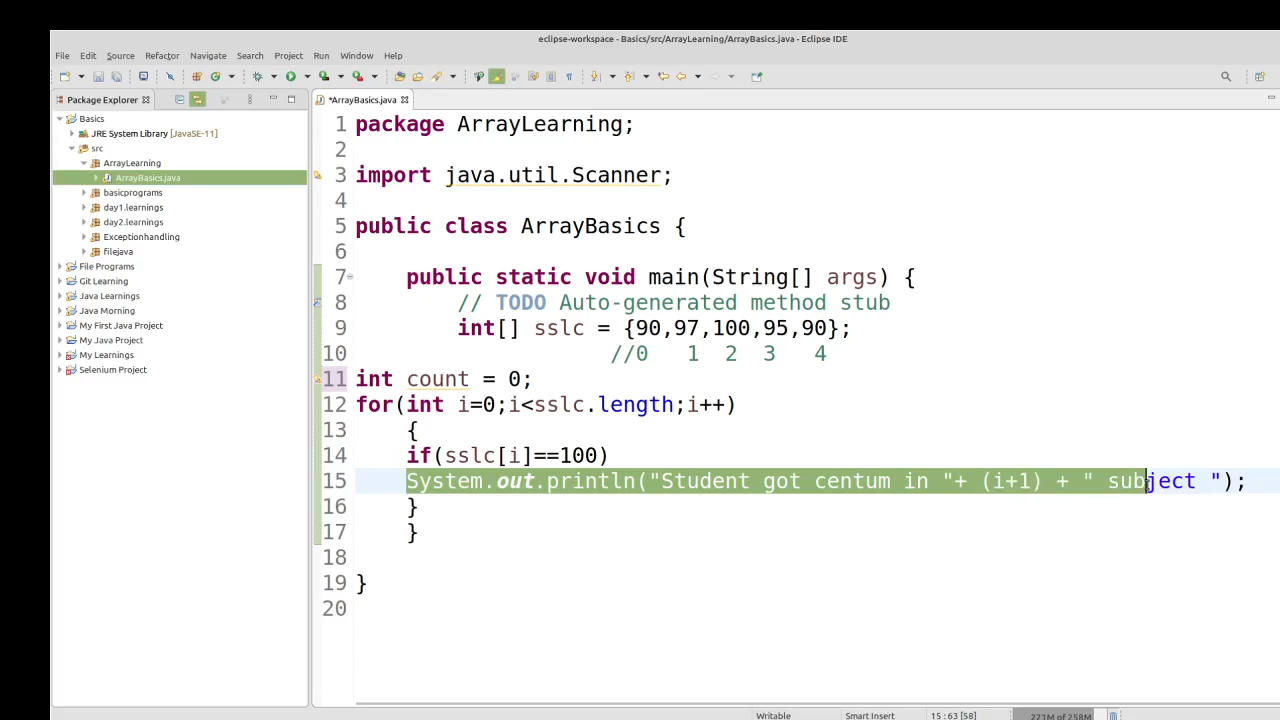 eclipse-workspace - Basics/src/ArrayLearning/ArrayBasics.java - Eclipse IDE
File Edit Source Refactor Navigate Search Project Run Window Help
Package Explorer
*ArrayBasics.java
Basics
JRE System Library [JavaSE-11]
src
ArrayLearning
ArrayBasics.java
basicprograms
day1.learnings
day2.learnings
Exceptionhandling
filejava
File Programs
Git Learning
Java Learnings
Java Morning
My First Java Project
My Java Project
My Learnings
Selenium Project
1 package ArrayLearning;
2
3 import java.util.Scanner;
4
5 public class ArrayBasics {
6
7 public static void main(String[] args) {
8 // TODO Auto-generated method stub
9 int[] sslc = {90,97,100,95,90};
10 //0 1 2 3 4
11 int count = 0;
12 for(int i=0;i<sslc.length;i++)
13 {
14 if(sslc[i]==100)
15 System.out.println("Student got centum in "+ (i+1) + " subject ");
16 }
17 }
18
19 }
20
Writable Smart Insert 15 : 63 [58] 221M of 258M